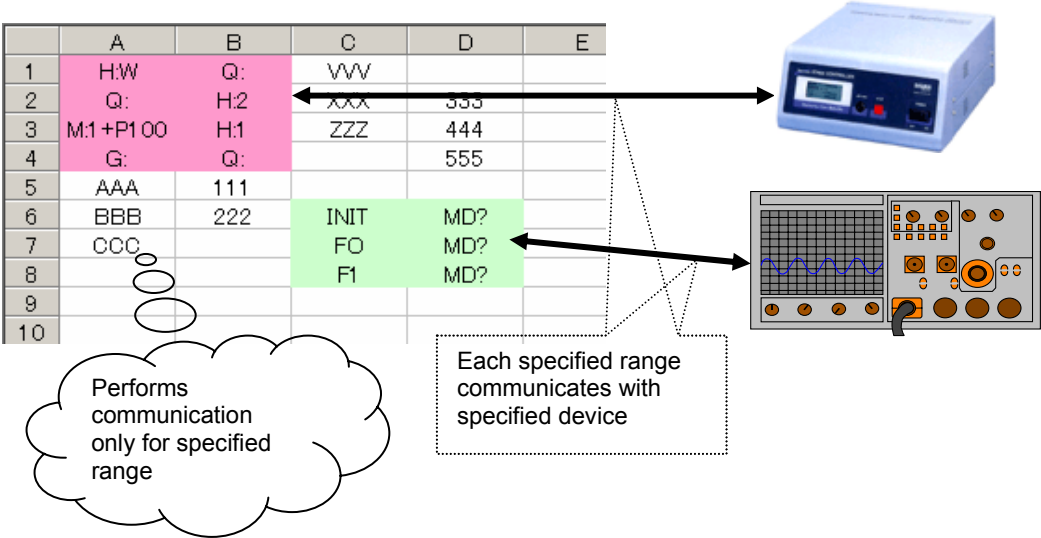 A B C D E
1 H:W Q: VVV
2 Q: H:2 XXX 333
3 M:1+P100 H:1 ZZZ 444
4 G: Q: 555
5 AAA 111
6 BBB 222 INIT MD?
7 CCC FO MD?
8 F1 MD?
9
10
Performs
communication
only for specified
range
Each specified range
communicates with
specified device